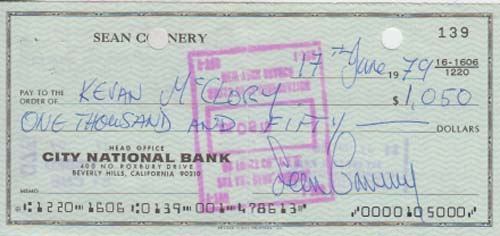 SEAN CONNERY
139
17TH June 1979
16-1606
1220
PAY TO THE
ORDER OF KEVAN McCLORY $ 1,050
ONE THOUSAND AND FIFTY DOLLARS
HEAD OFFICE
CITY NATIONAL BANK
400 NO. ROXBURY DRIVE
BEVERLY HILLS, CALIFORNIA 90210
Sean Connery
MEMO
⑆1220⑉1606⑆0139⑈001⑈478613⑈ ⑈0000105000⑈